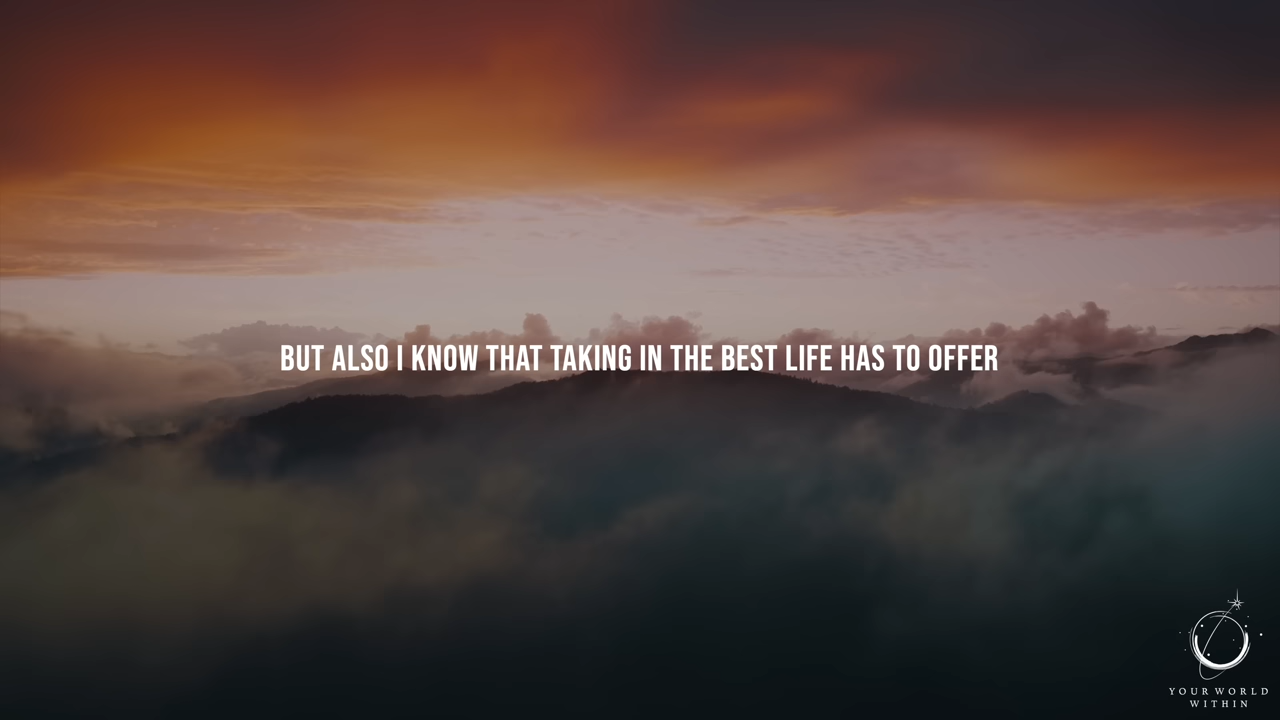 BUT ALSO I KNOW THAT TAKING IN THE BEST LIFE HAS TO OFFER
YOUR WORLD
WITHIN